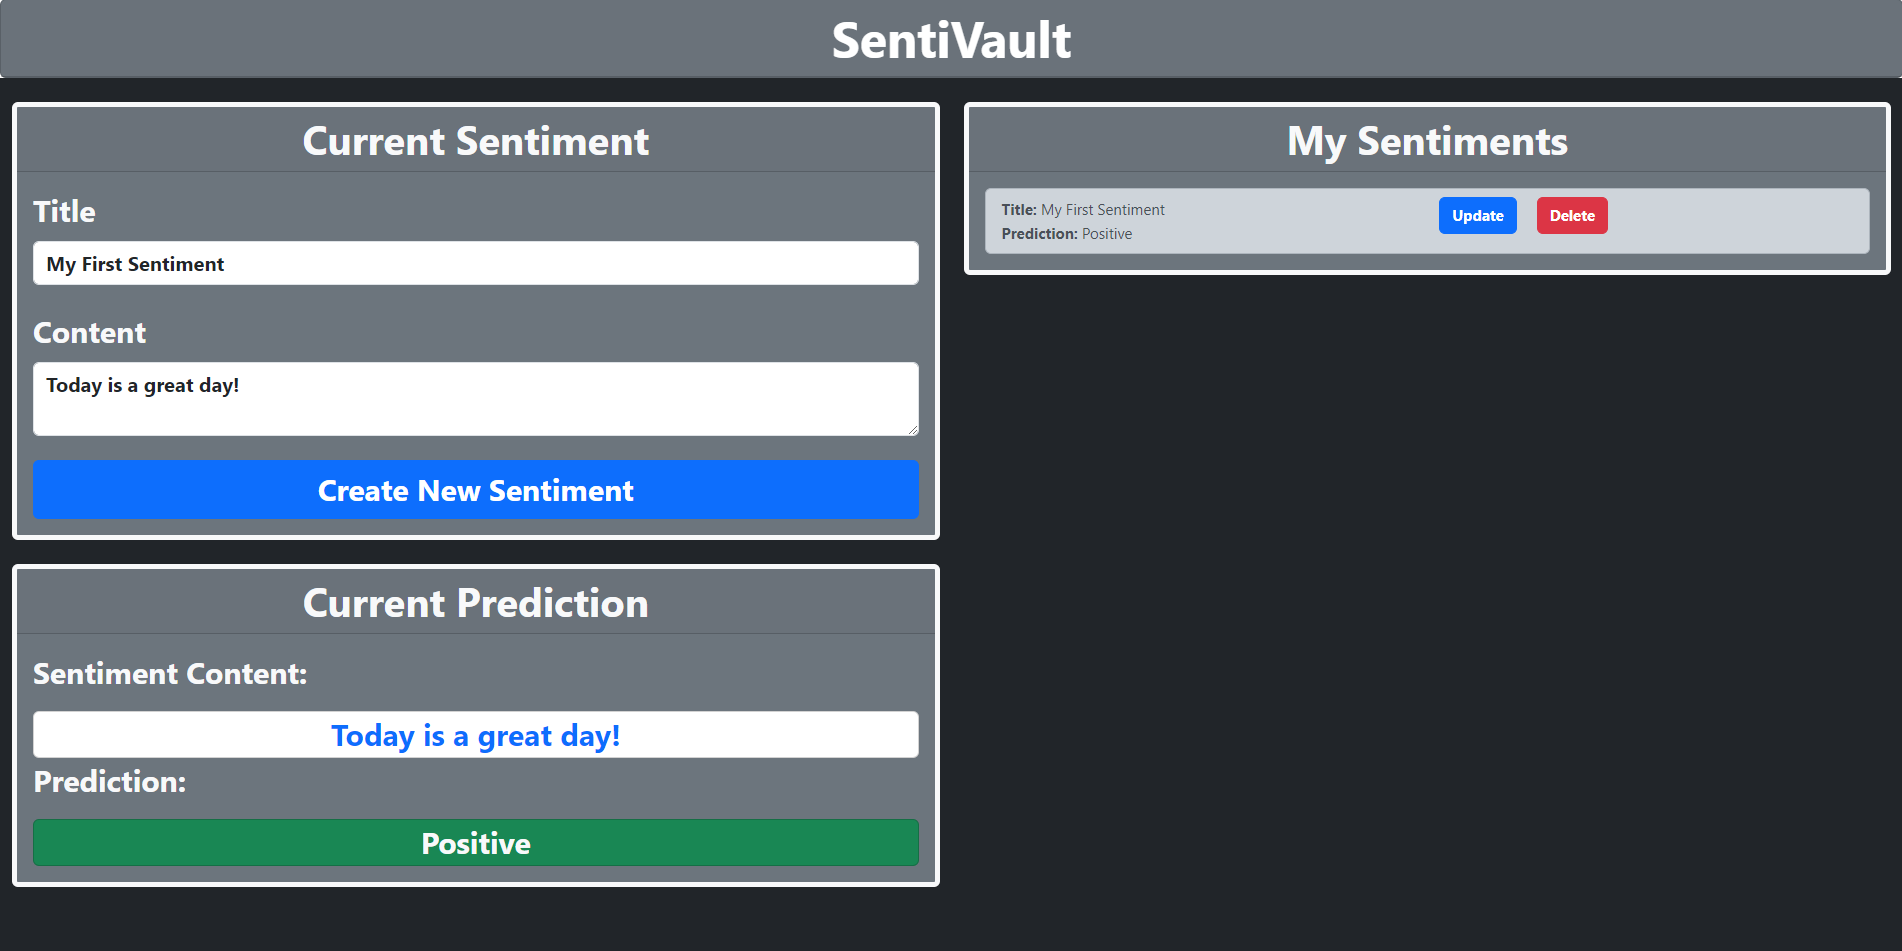 SentiVault
Current Sentiment
Title
My First Sentiment
Content
Today is a great day!
Create New Sentiment
Current Prediction
Sentiment Content:
Today is a great day!
Prediction:
Positive
My Sentiments
Title: My First Sentiment
Prediction: Positive
Update
Delete